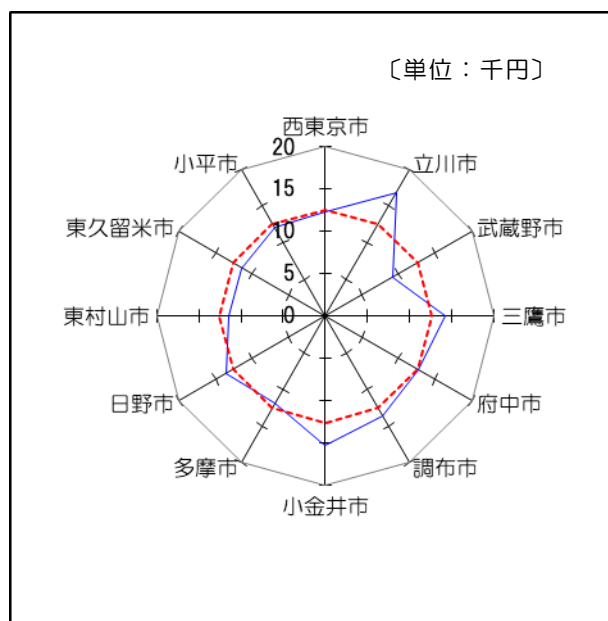 〔単位：千円〕
西東京市
20
小平市
立川市
15
東久留米市
武蔵野市
10
5
東村山市
0
三鷹市
日野市
府中市
多摩市
調布市
小金井市